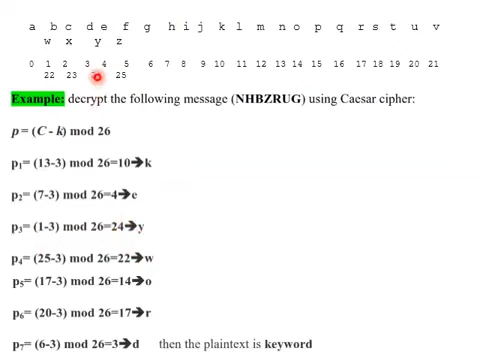 a b c d e f g h i j k l m n o p q r s t u v
w x y z
0 1 2 3 4 5 6 7 8 9 10 11 12 13 14 15 16 17 18 19 20 21
22 23 25
Example: decrypt the following message (NHBZRUG) using Caesar cipher:
p = (C - k) mod 26
p1= (13-3) mod 26=10➔k
p2= (7-3) mod 26=4➔e
p3= (1-3) mod 26=24➔y
p4= (25-3) mod 26=22➔w
p5= (17-3) mod 26=14➔o
p6= (20-3) mod 26=17➔r
p7= (6-3) mod 26=3➔d then the plaintext is keyword